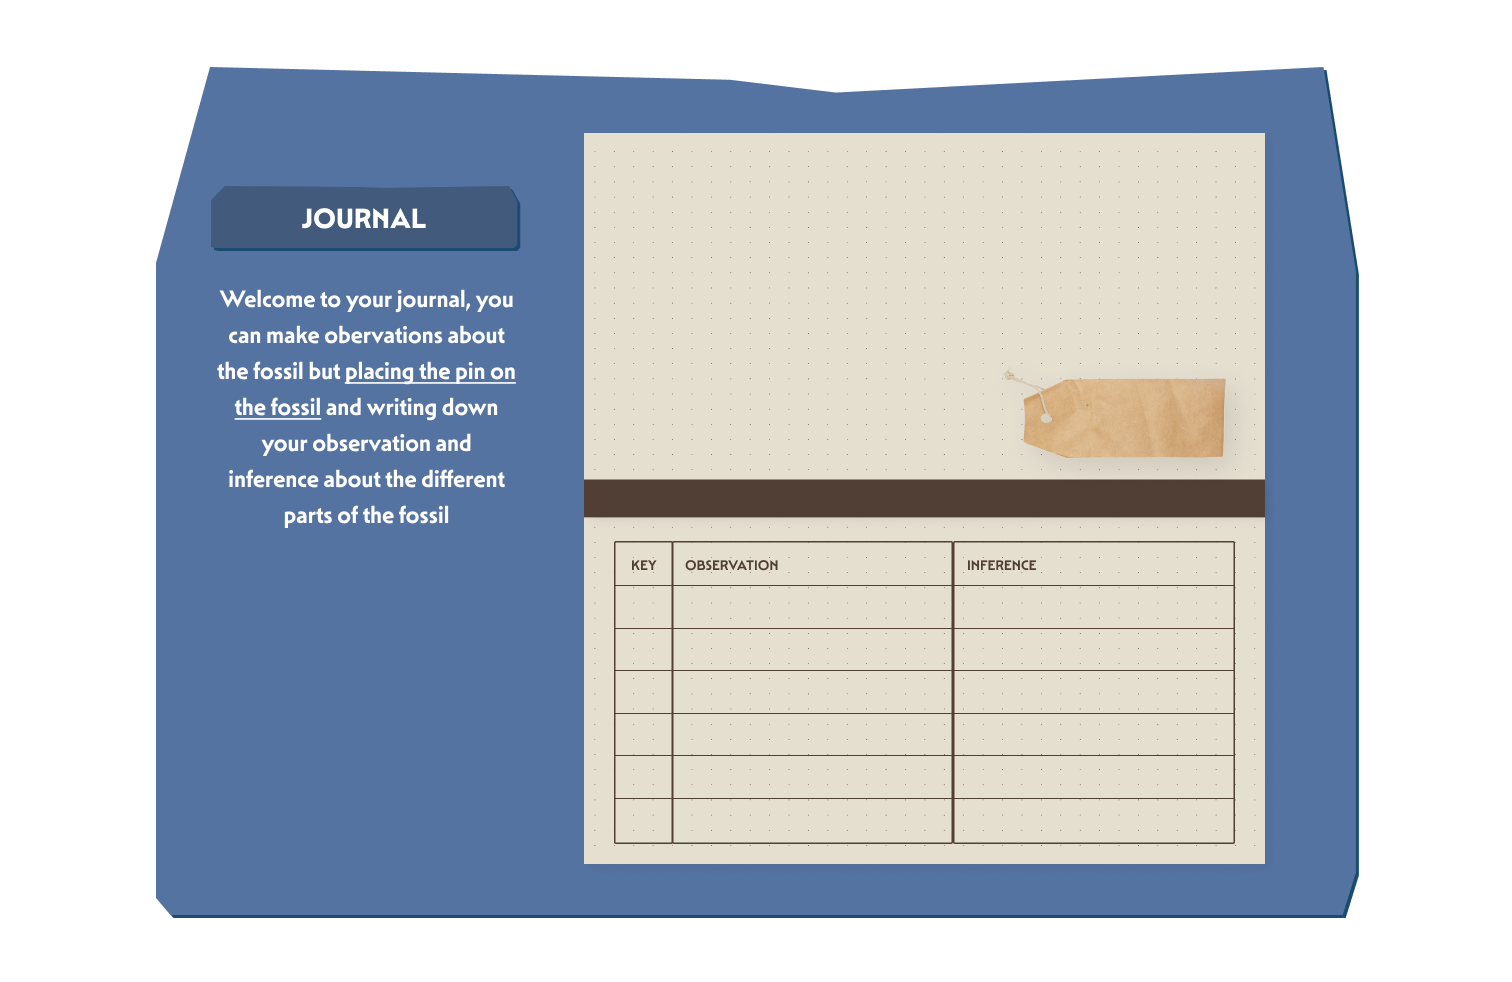 JOURNAL
Welcome to your journal, you
can make obervations about
the fossil but placing the pin on
the fossil and writing down
your observation and
inference about the different
parts of the fossil
KEY OBSERVATION INFERENCE